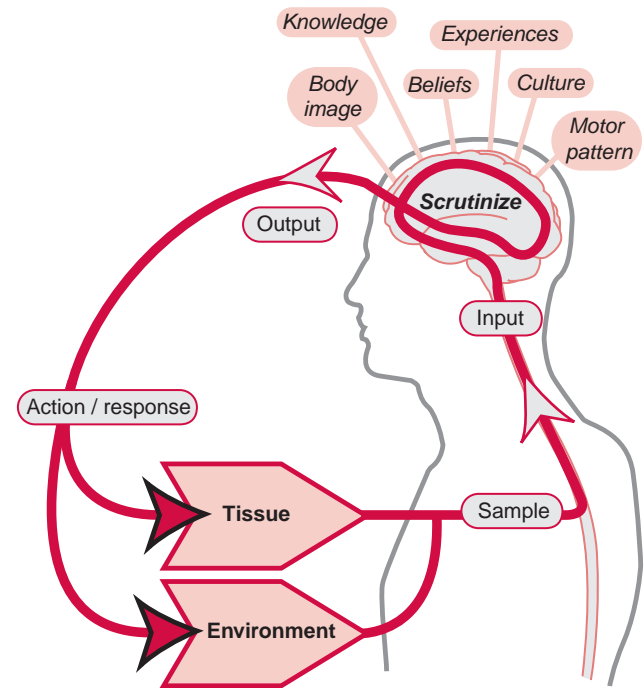 Knowledge
Experiences
Body
image
Beliefs
Culture
Motor
pattern
Scrutinize
Output
Input
Action / response
Tissue
Sample
Environment